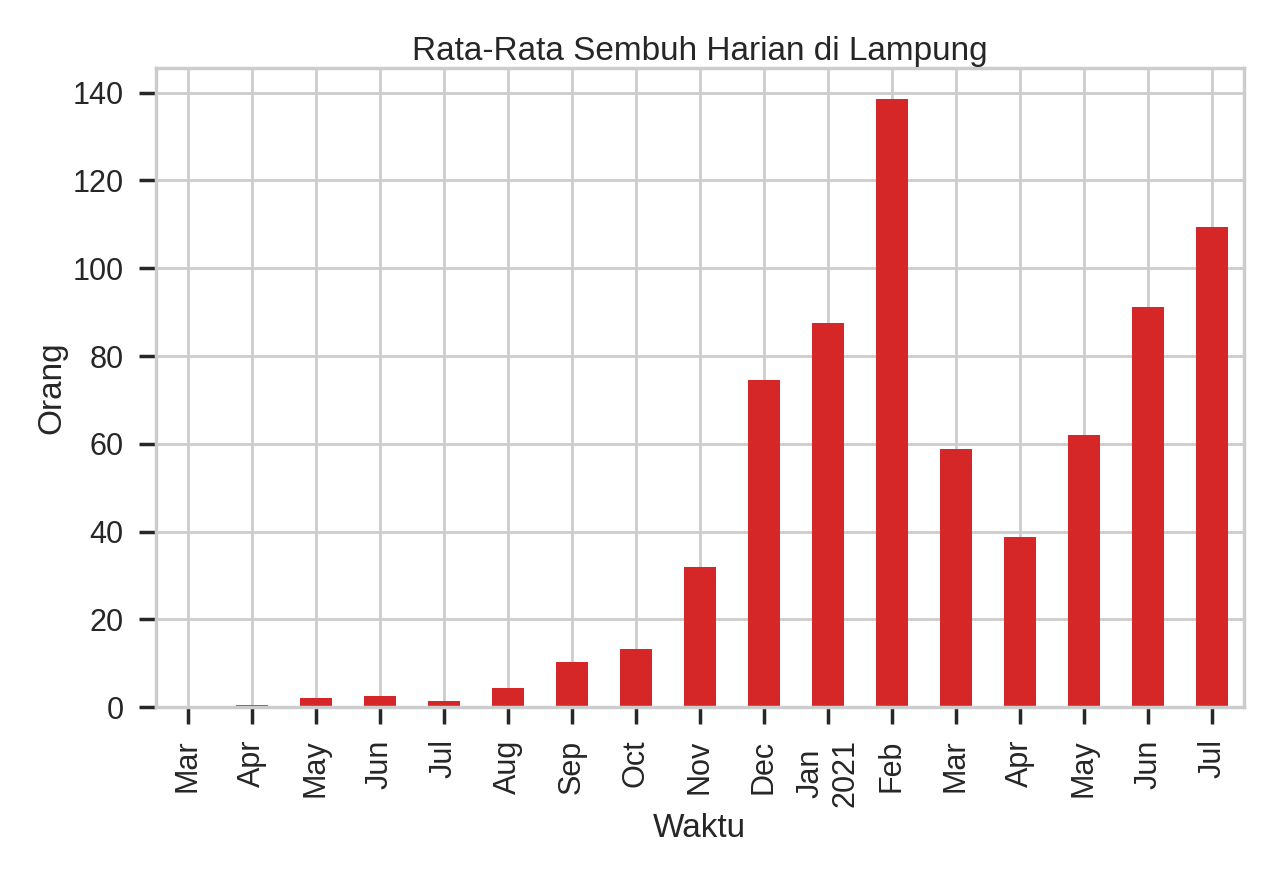 Rata-Rata Sembuh Harian di Lampung
140
120
100
80
60
40
20
0
Orang
Mar
Apr
May
Jun
Jul
Aug
Sep
Oct
Nov
Dec
Jan
2021
Feb
Mar
Apr
May
Jun
Jul
Waktu